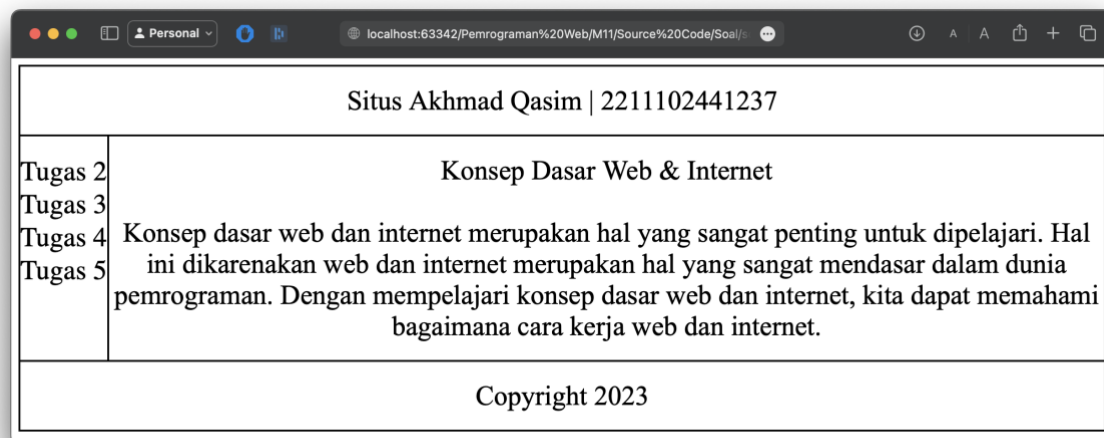 Personal
localhost:63342/Pemrograman%20Web/M11/Source%20Code/Soal/s
A A
Situs Akhmad Qasim | 2211102441237
Tugas 2
Tugas 3
Tugas 4
Tugas 5
Konsep Dasar Web & Internet
Konsep dasar web dan internet merupakan hal yang sangat penting untuk dipelajari. Hal
ini dikarenakan web dan internet merupakan hal yang sangat mendasar dalam dunia
pemrograman. Dengan mempelajari konsep dasar web dan internet, kita dapat memahami
bagaimana cara kerja web dan internet.
Copyright 2023